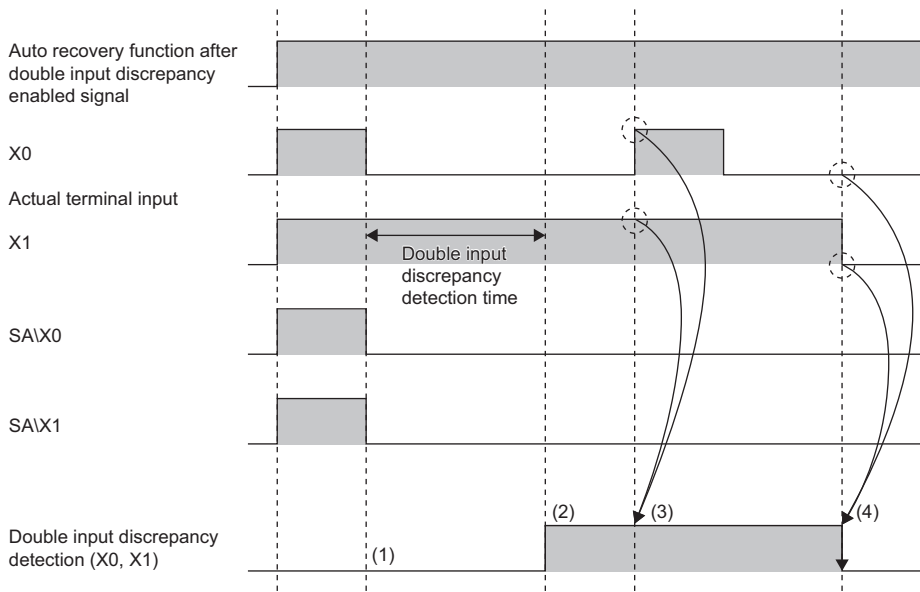 Auto recovery function after
double input discrepancy
enabled signal
X0
Actual terminal input
X1
Double input
discrepancy
detection time
SA\X0
SA\X1
(2)
(3)
(4)
Double input discrepancy
detection (X0, X1)
(1)